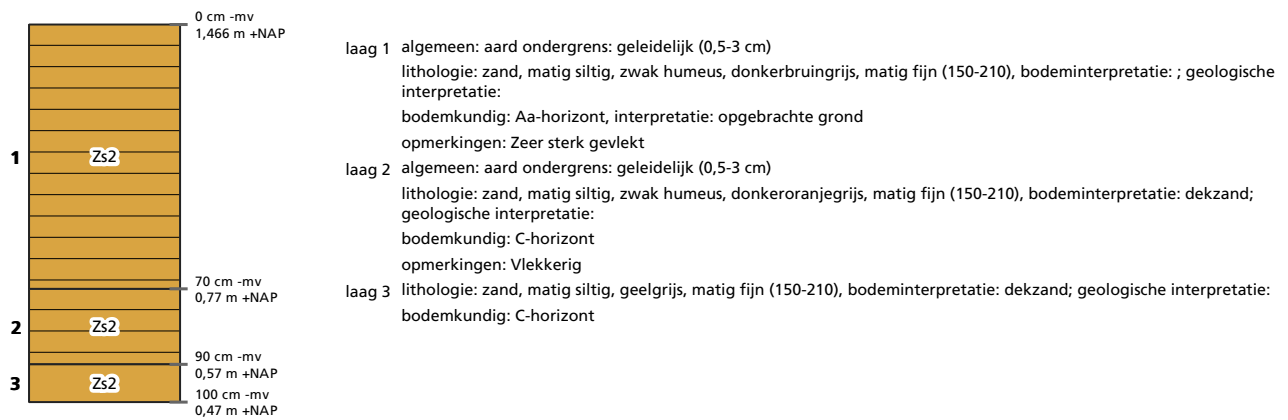 0 cm -mv
1,466 m +NAP
1
Zs2
70 cm -mv
0,77 m +NAP
2
Zs2
90 cm -mv
0,57 m +NAP
3
Zs2
100 cm -mv
0,47 m +NAP
laag 1 algemeen: aard ondergrens: geleidelijk (0,5-3 cm)
lithologie: zand, matig siltig, zwak humeus, donkerbruingrijs, matig fijn (150-210), bodeminterpretatie: ; geologische
interpretatie:
bodemkundig: Aa-horizont, interpretatie: opgebrachte grond
opmerkingen: Zeer sterk gevlekt
laag 2 algemeen: aard ondergrens: geleidelijk (0,5-3 cm)
lithologie: zand, matig siltig, zwak humeus, donkeroranjegrijs, matig fijn (150-210), bodeminterpretatie: dekzand;
geologische interpretatie:
bodemkundig: C-horizont
opmerkingen: Vlekkerig
laag 3 lithologie: zand, matig siltig, geelgrijs, matig fijn (150-210), bodeminterpretatie: dekzand; geologische interpretatie:
bodemkundig: C-horizont